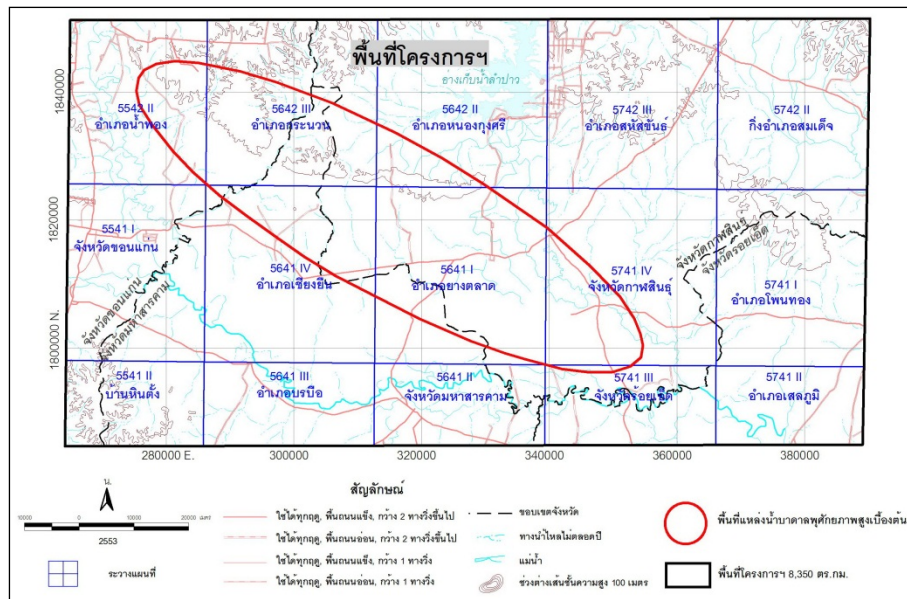 พื้นที่โครงการฯ
อ่างเก็บน้ำลำปาว
1840000
1820000
1800000 N.
5542 II
อำเภอน้ำพอง
5642 III
อำเภอกระนวน
5642 II
อำเภอหนองกุงศรี
5742 III
อำเภอสหัสขันธ์
5742 II
กิ่งอำเภอสมเด็จ
5541 I
จังหวัดขอนแก่น
5641 IV
อำเภอเชียงยืน
5641 I
อำเภอยางตลาด
5741 IV
จังหวัดกาฬสินธุ์
5741 I
อำเภอโพนทอง
จังหวัดกาฬสินธุ์
จังหวัดร้อยเอ็ด
จังหวัดขอนแก่น
จังหวัดมหาสารคาม
5541 II
บ้านหินตั้ง
5641 III
อำเภอบรบือ
5641 II
จังหวัดมหาสารคาม
5741 III
จังหวัดร้อยเอ็ด
5741 II
อำเภอเสลภูมิ
280000 E. 300000 320000 340000 360000 380000
สัญลักษณ์
น.
10000 0 10000 20000 เมตร
2553
ระวางแผนที่
ใช้ได้ทุกฤดู, พื้นถนนแข็ง, กว้าง 2 ทางวิ่งขึ้นไป
ใช้ได้ทุกฤดู, พื้นถนนอ่อน, กว้าง 2 ทางวิ่งขึ้นไป
ใช้ได้ทุกฤดู, พื้นถนนแข็ง, กว้าง 1 ทางวิ่ง
ใช้ได้ทุกฤดู, พื้นถนนอ่อน, กว้าง 1 ทางวิ่ง
ขอบเขตจังหวัด
ทางน้ำไหลไม่ตลอดปี
แม่น้ำ
ช่วงต่างเส้นชั้นความสูง 100 เมตร
พื้นที่แหล่งน้ำบาดาลพุศักยภาพสูงเบื้องต้น
พื้นที่โครงการฯ 8,350 ตร.กม.